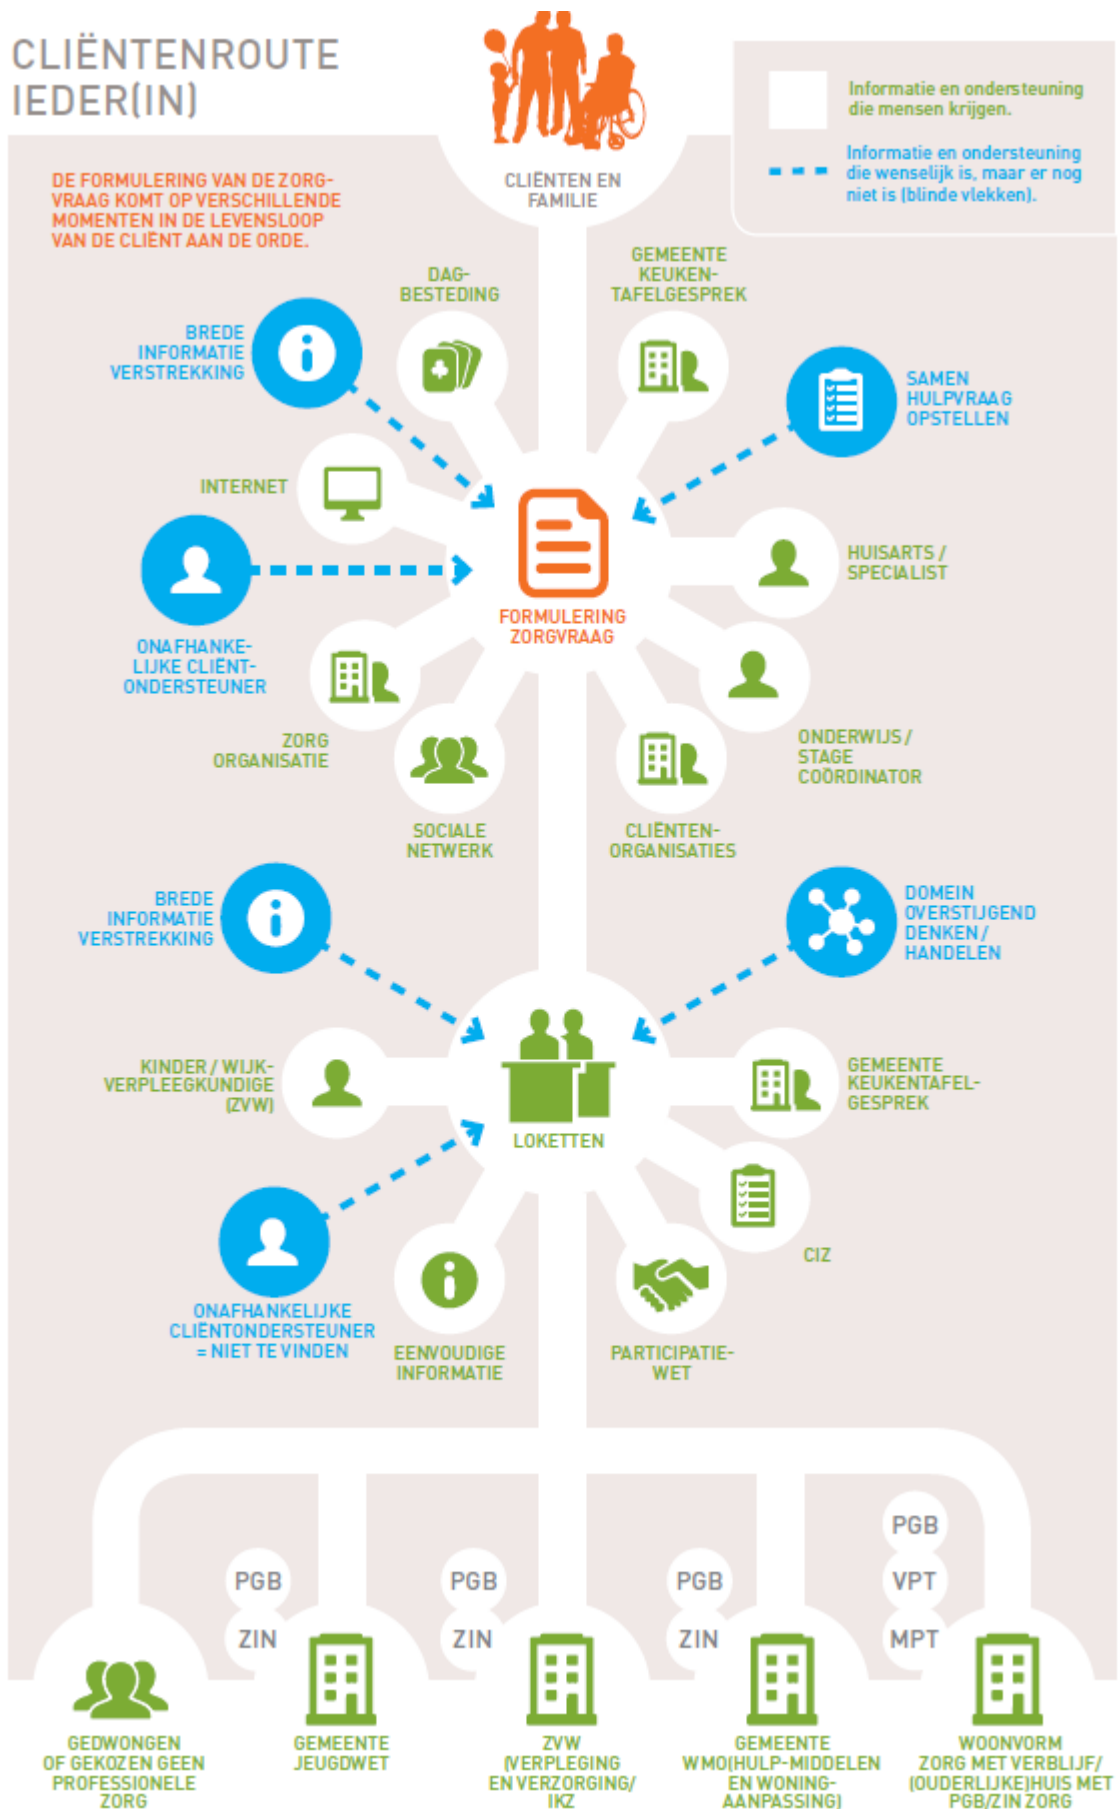 CLIËNTENROUTE
IEDER(IN)
DE FORMULERING VAN DE ZORG-
VRAAG KOMT OP VERSCHILLENDE
MOMENTEN IN DE LEVENSLOOP
VAN DE CLIËNT AAN DE ORDE.
CLIËNTEN EN
FAMILIE
Informatie en ondersteuning
die mensen krijgen.
Informatie en ondersteuning
die wenselijk is, maar er nog
niet is (blinde vlekken).
DAG-
BESTEDING
GEMEENTE
KEUKEN-
TAFELGESPREK
BREDE
INFORMATIE
VERSTREKKING
SAMEN
HULPVRAAG
OPSTELLEN
INTERNET
HUISARTS /
SPECIALIST
FORMULERING
ZORGVRAAG
ONAFHANKE-
LIJKE CLIËNT-
ONDERSTEUNER
ZORG
ORGANISATIE
ONDERWIJS /
STAGE
COÖRDINATOR
SOCIALE
NETWERK
CLIËNTEN-
ORGANISATIES
BREDE
INFORMATIE
VERSTREKKING
DOMEIN
OVERSTIJGEND
DENKEN /
HANDELEN
KINDER / WIJK-
VERPLEEGKUNDIGE
(ZVW)
GEMEENTE
KEUKENTAFEL-
GESPREK
LOKETTEN
CIZ
ONAFHANKELIJKE
CLIËNTONDERSTEUNER
= NIET TE VINDEN
EENVOUDIGE
INFORMATIE
PARTICIPATIE-
WET
PGB
ZIN
PGB
ZIN
PGB
ZIN
PGB
VPT
MPT
GEDWONGEN
OF GEKOZEN GEEN
PROFESSIONELE
ZORG
GEMEENTE
JEUGDWET
ZVW
(VERPLEGING
EN VERZORGING/
IKZ
GEMEENTE
WMO(HULP-MIDDELEN
EN WONING-
AANPASSING)
WOONVORM
ZORG MET VERBLIJF/
(OUDERLIJKE)HUIS MET
PGB/ZIN ZORG